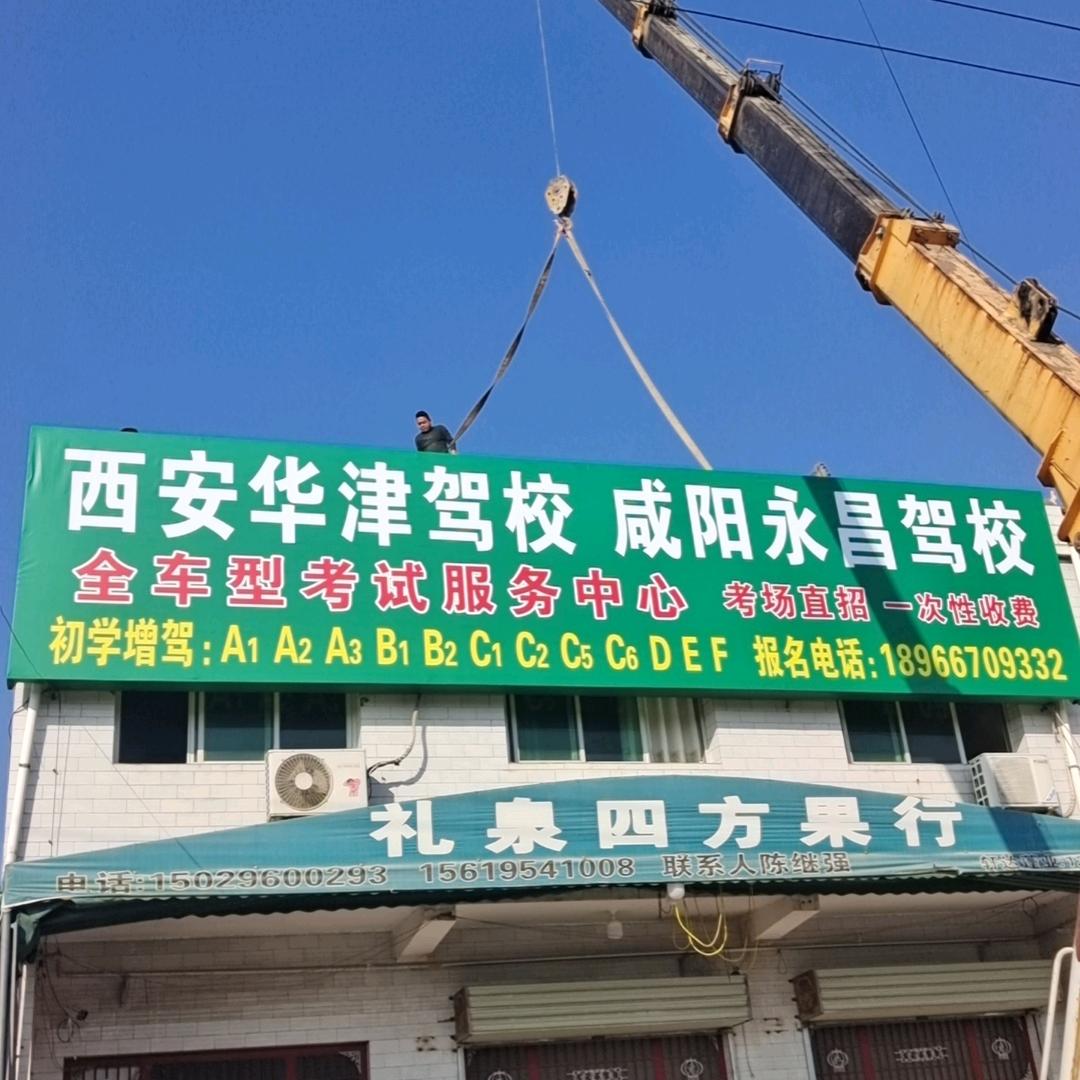 西安华津驾校 咸阳永昌驾校
全车型考试服务中心 考场直招 一次性收费
初学增驾:A1 A2 A3 B1 B2 C1 C2 C5 C6 D E F 报名电话:18966709332
礼泉四方果行
电话:15029600293 15619541008 联系人陈继强